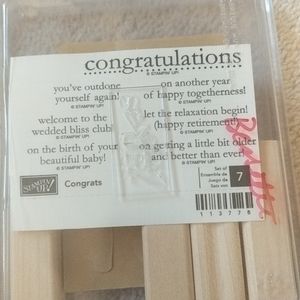 congratulations
© STAMPIN' UP!
you've outdone
yourself again!
© STAMPIN' UP!
on another year
of happy togetherness!
© STAMPIN' UP!
welcome to the
wedded bliss club
© STAMPIN' UP!
let the relaxation begin!
(happy retirement!)
© STAMPIN' UP!
on the birth of your
beautiful baby!
© STAMPIN' UP!
on getting a little bit older
and better than ever!
© STAMPIN' UP!
STAMPIN' UP!
Congrats
Set of
Ensemble de
Juego de
Satz von
7
113778